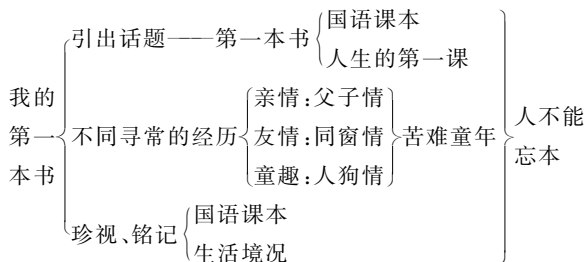 我的
第一
本书
引出话题——第一本书
国语课本
人生的第一课
不同寻常的经历
亲情:父子情
友情:同窗情
童趣:人狗情
苦难童年
珍视、铭记
国语课本
生活境况
人不能
忘本